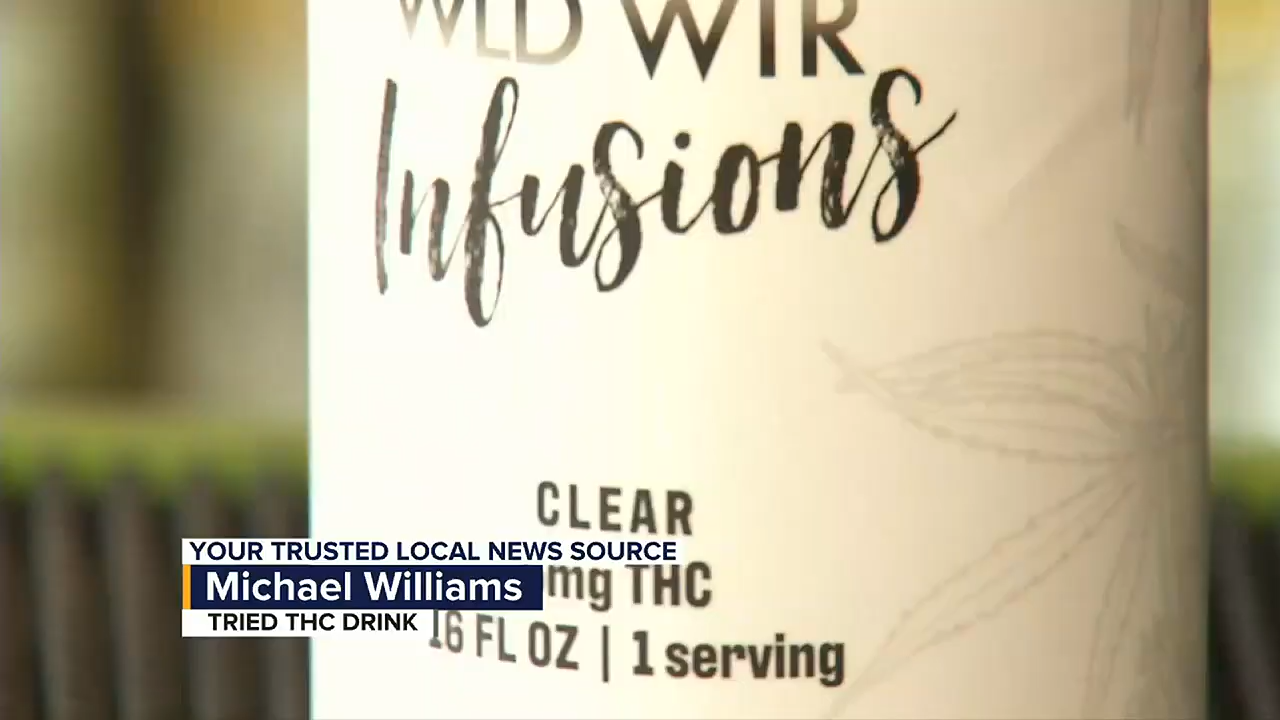 WLD WTR
Infusions
CLEAR
mg THC
16 FL OZ | 1 serving
YOUR TRUSTED LOCAL NEWS SOURCE
Michael Williams
TRIED THC DRINK